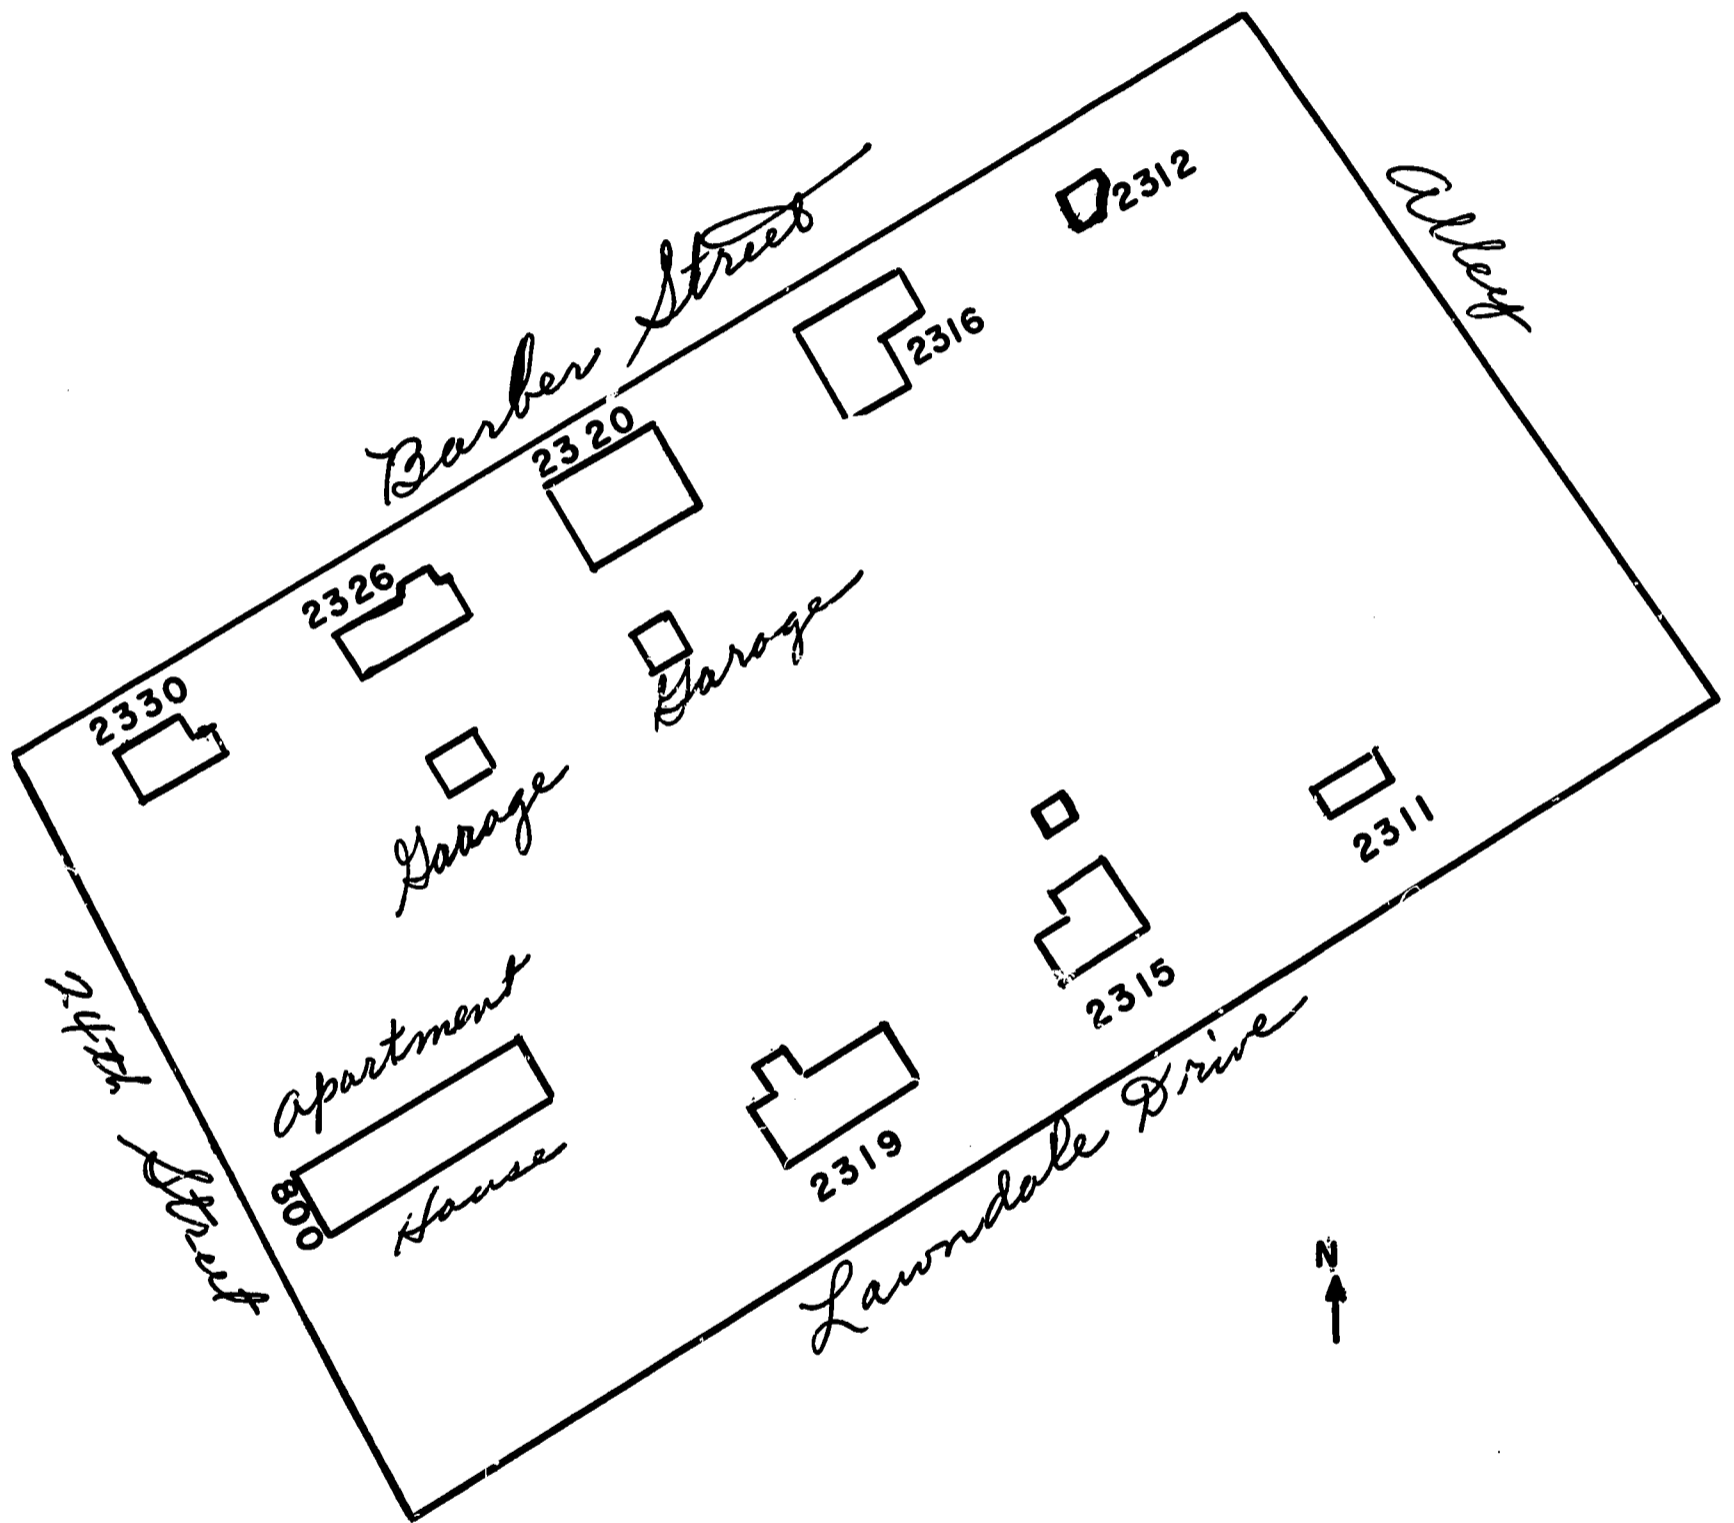 2312
Alley
Barber Street
2316
2320
2326
Garage
2330
Garage
2311
2315
24th Street
Apartment
House
800
2319
Lawndale Drive
N